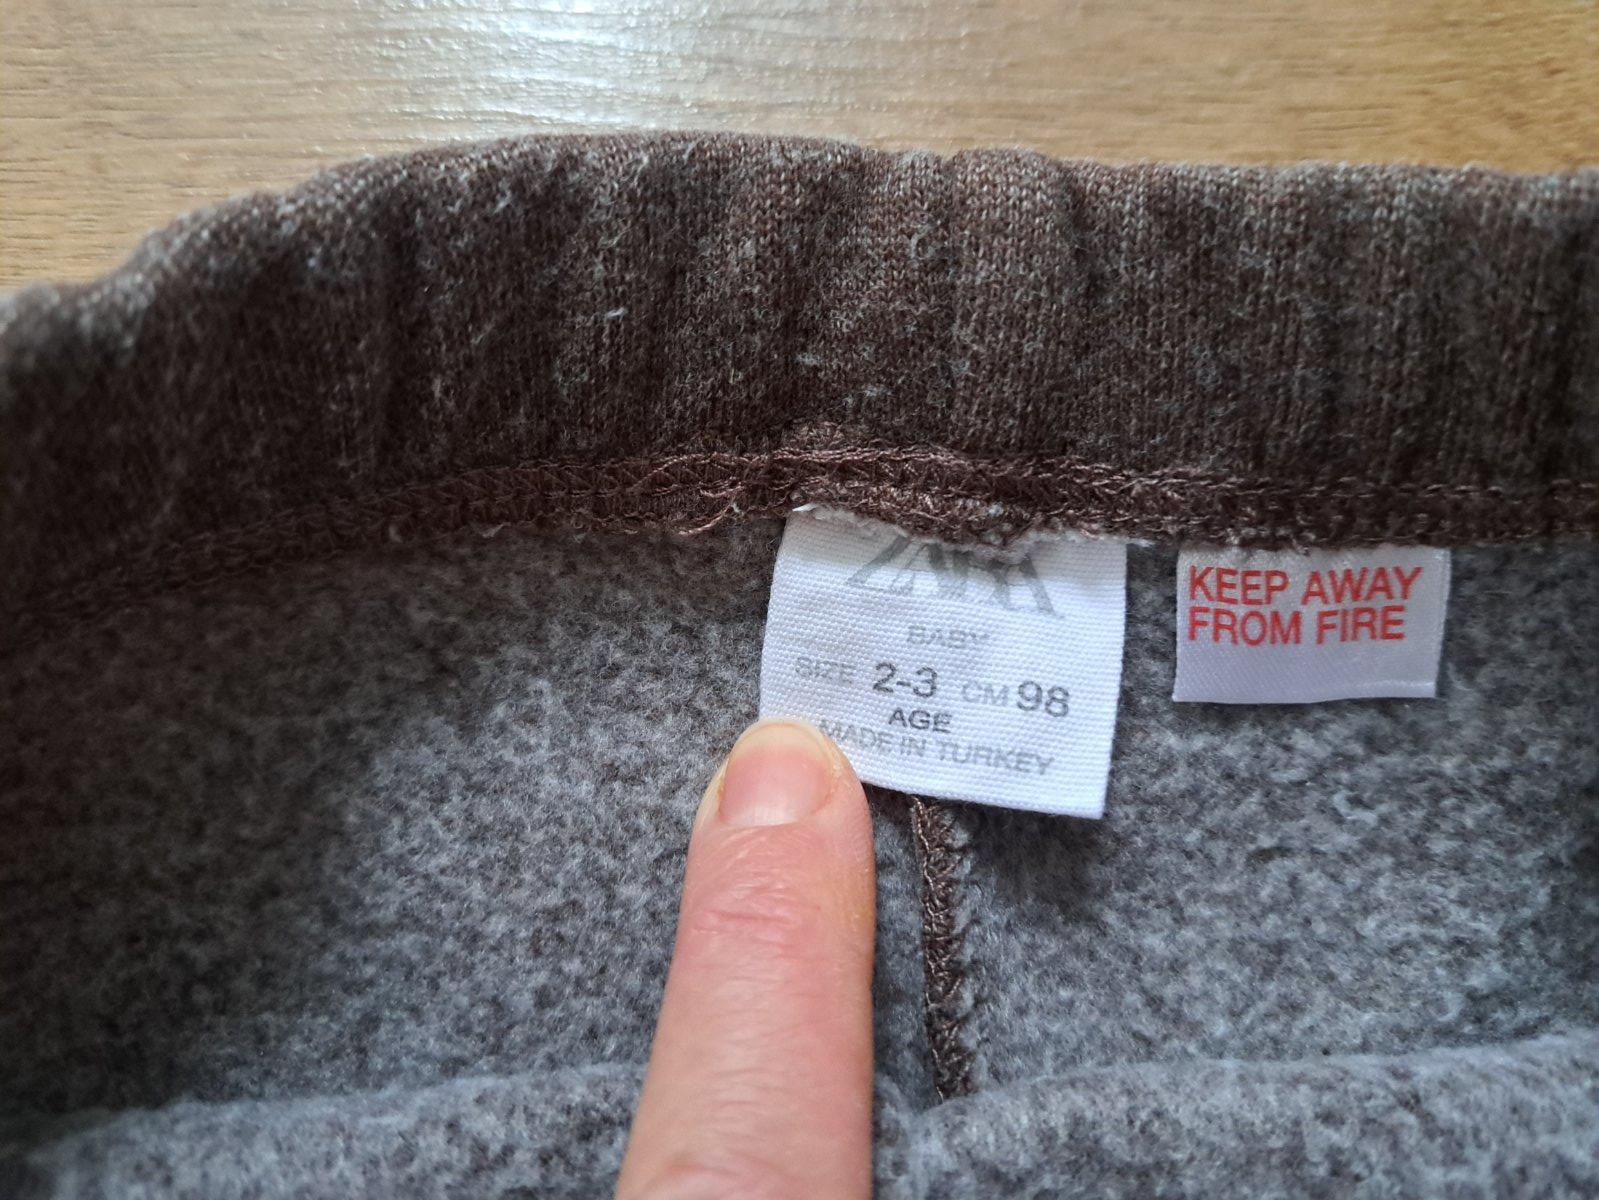 ZARA
BABY
SIZE 2-3 CM 98
AGE
MADE IN TURKEY
KEEP AWAY
FROM FIRE